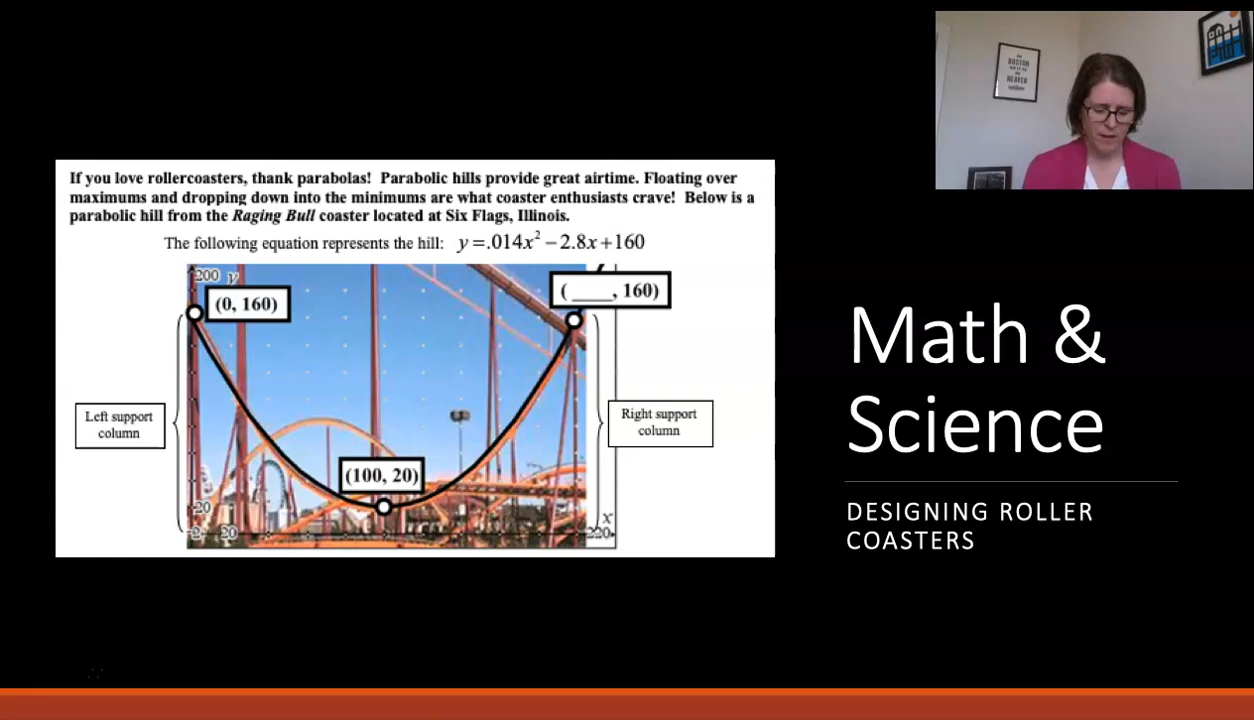 If you love rollercoasters, thank parabolas! Parabolic hills provide great airtime. Floating over
maximums and dropping down into the minimums are what coaster enthusiasts crave! Below is a
parabolic hill from the Raging Bull coaster located at Six Flags, Illinois.
The following equation represents the hill: y =.014x² − 2.8x + 160
200 y
(0, 160)
( ____, 160)
Left support
column
Right support
column
(100, 20)
20
20
x
220
Math &
Science
DESIGNING ROLLER
COASTERS
BOSTON
HEAVEN